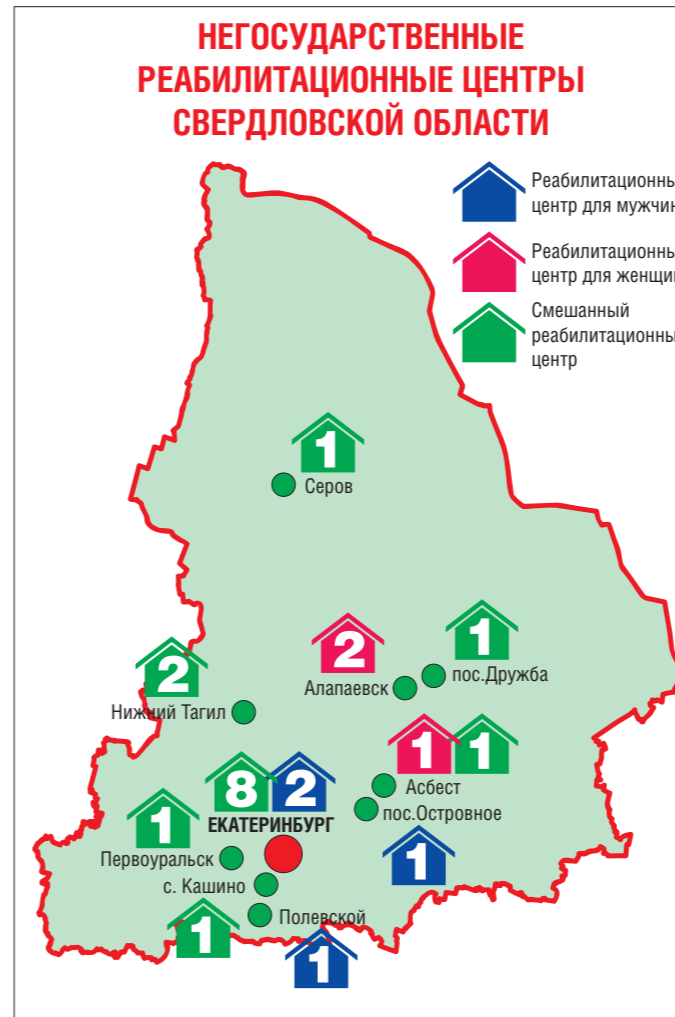 НЕГОСУДАРСТВЕННЫЕ
РЕАБИЛИТАЦИОННЫЕ ЦЕНТРЫ
СВЕРДЛОВСКОЙ ОБЛАСТИ
Реабилитационны
центр для мужчин
Реабилитационны
центр для женщи
Смешанный
реабилитационны
центр
1
Серов
2
Алапаевск
1
пос.Дружба
2
Нижний Тагил
1 1
Асбест
пос.Островное
1
8 2
ЕКАТЕРИНБУРГ
1
Первоуральск
с. Кашино
1
Полевской
1